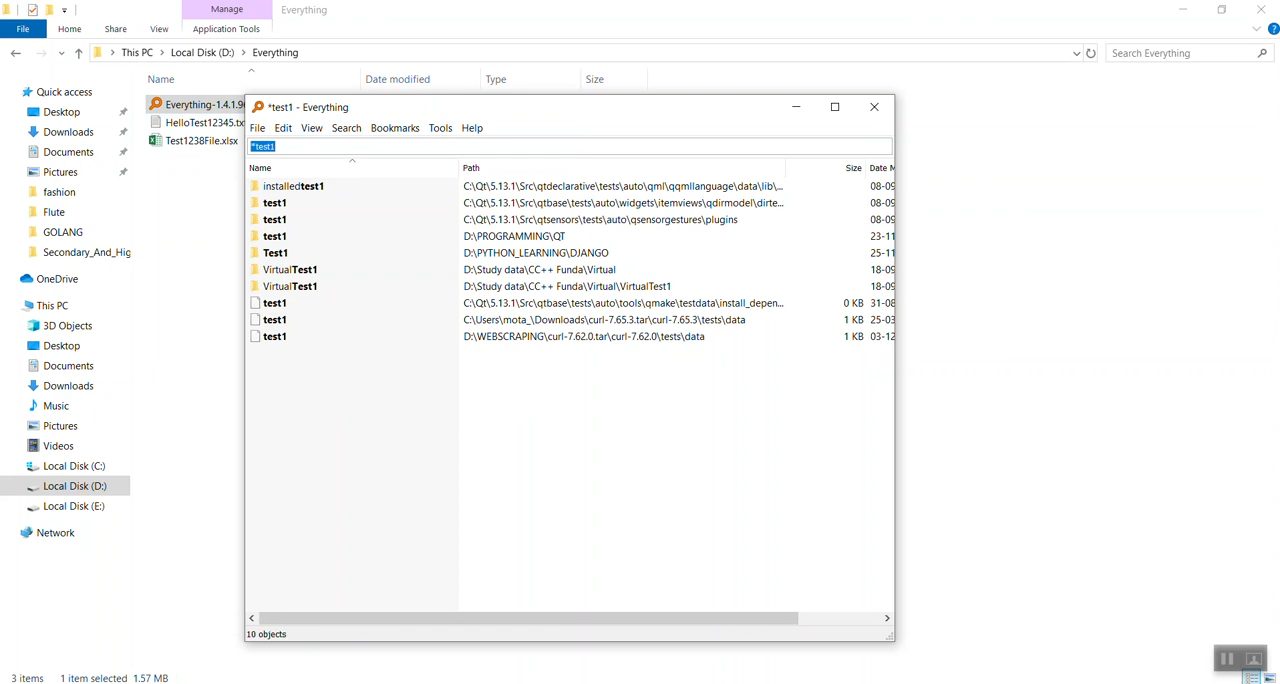 Manage
Everything
File
Home
Share
View
Application Tools
This PC
Local Disk (D:)
Everything
Search Everything
Quick access
Desktop
Downloads
Documents
Pictures
fashion
Flute
GOLANG
Secondary_And_Hig
OneDrive
This PC
3D Objects
Desktop
Documents
Downloads
Music
Pictures
Videos
Local Disk (C:)
Local Disk (D:)
Local Disk (E:)
Network
Name Date modified Type Size
Everything-1.4.1.9
HelloTest12345.tx
Test1238File.xlsx
*test1 - Everything
File Edit View Search Bookmarks Tools Help
*test1
Name Path Size Date M
installedtest1 C:\Qt\5.13.1\Src\qtdeclarative\tests\auto\qml\qqmllanguage\data\lib\... 08-09
test1 C:\Qt\5.13.1\Src\qtbase\tests\auto\widgets\itemviews\qdirmodel\dirte... 08-09
test1 C:\Qt\5.13.1\Src\qtsensors\tests\auto\qsensorgestures\plugins 08-09
test1 D:\PROGRAMMING\QT 23-11
Test1 D:\PYTHON_LEARNING\DJANGO 25-11
VirtualTest1 D:\Study data\CC++ Funda\Virtual 18-09
VirtualTest1 D:\Study data\CC++ Funda\Virtual\VirtualTest1 18-09
test1 C:\Qt\5.13.1\Src\qtbase\tests\auto\tools\qmake\testdata\install_depen... 0 KB 31-08
test1 C:\Users\mota_\Downloads\curl-7.65.3.tar\curl-7.65.3\tests\data 1 KB 25-03
test1 D:\WEBSCRAPING\curl-7.62.0.tar\curl-7.62.0\tests\data 1 KB 03-12
10 objects
3 items 1 item selected 1.57 MB